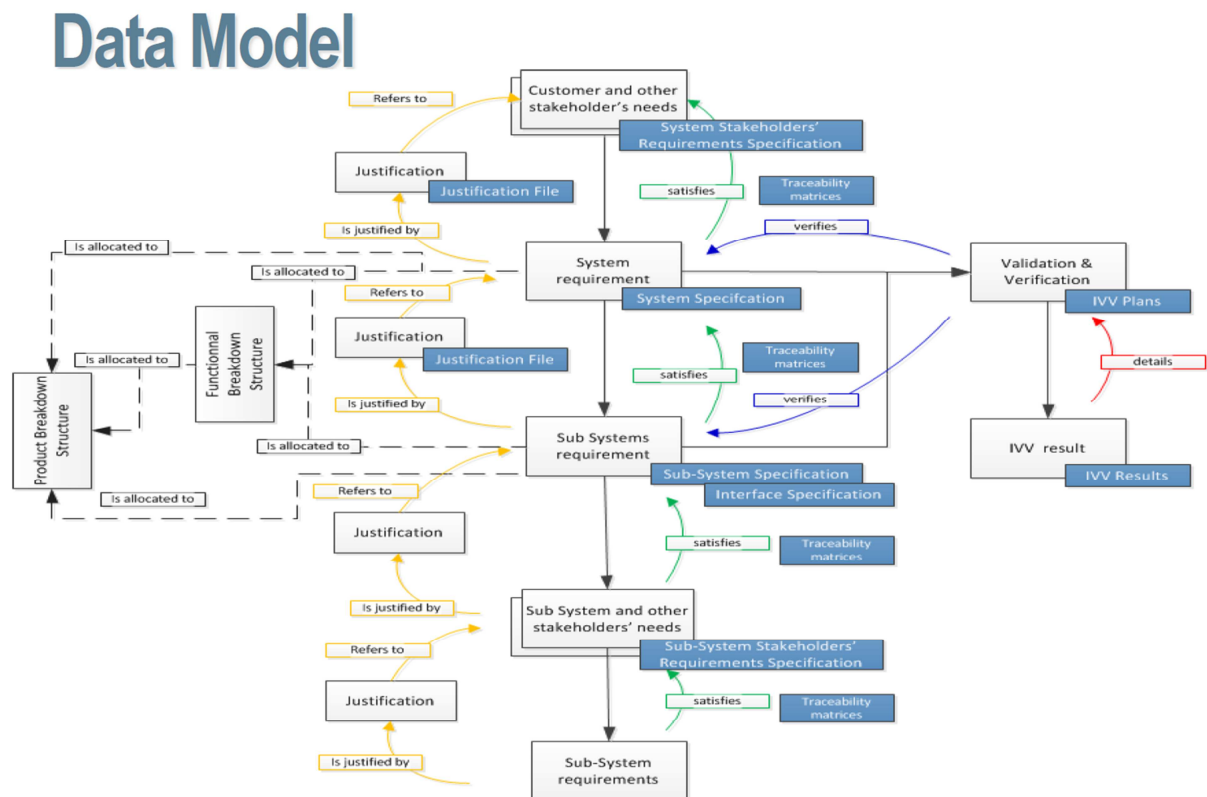 Data Model
Refers to
Customer and other
stakeholder's needs
System Stakeholders'
Requirements Specification
Justification
Justification File
satisfies
Traceability
matrices
Is justified by
verifies
Is allocated to
Is allocated to
System
requirement
System Specifcation
Validation &
Verification
IVV Plans
Refers to
Justification
Justification File
Functionnal
Breakdown
Structure
Is allocated to
Product Breakdown
Structure
satisfies
Traceability
matrices
details
Is justified by
verifies
Is allocated to
Sub Systems
requirement
Sub-System Specification
Interface Specification
IVV result
IVV Results
Refers to
Is allocated to
Justification
satisfies
Traceability
matrices
Is justified by
Sub System and other
stakeholders' needs
Sub-System Stakeholders'
Requirements Specification
Refers to
Justification
satisfies
Traceability
matrices
Is justified by
Sub-System
requirements